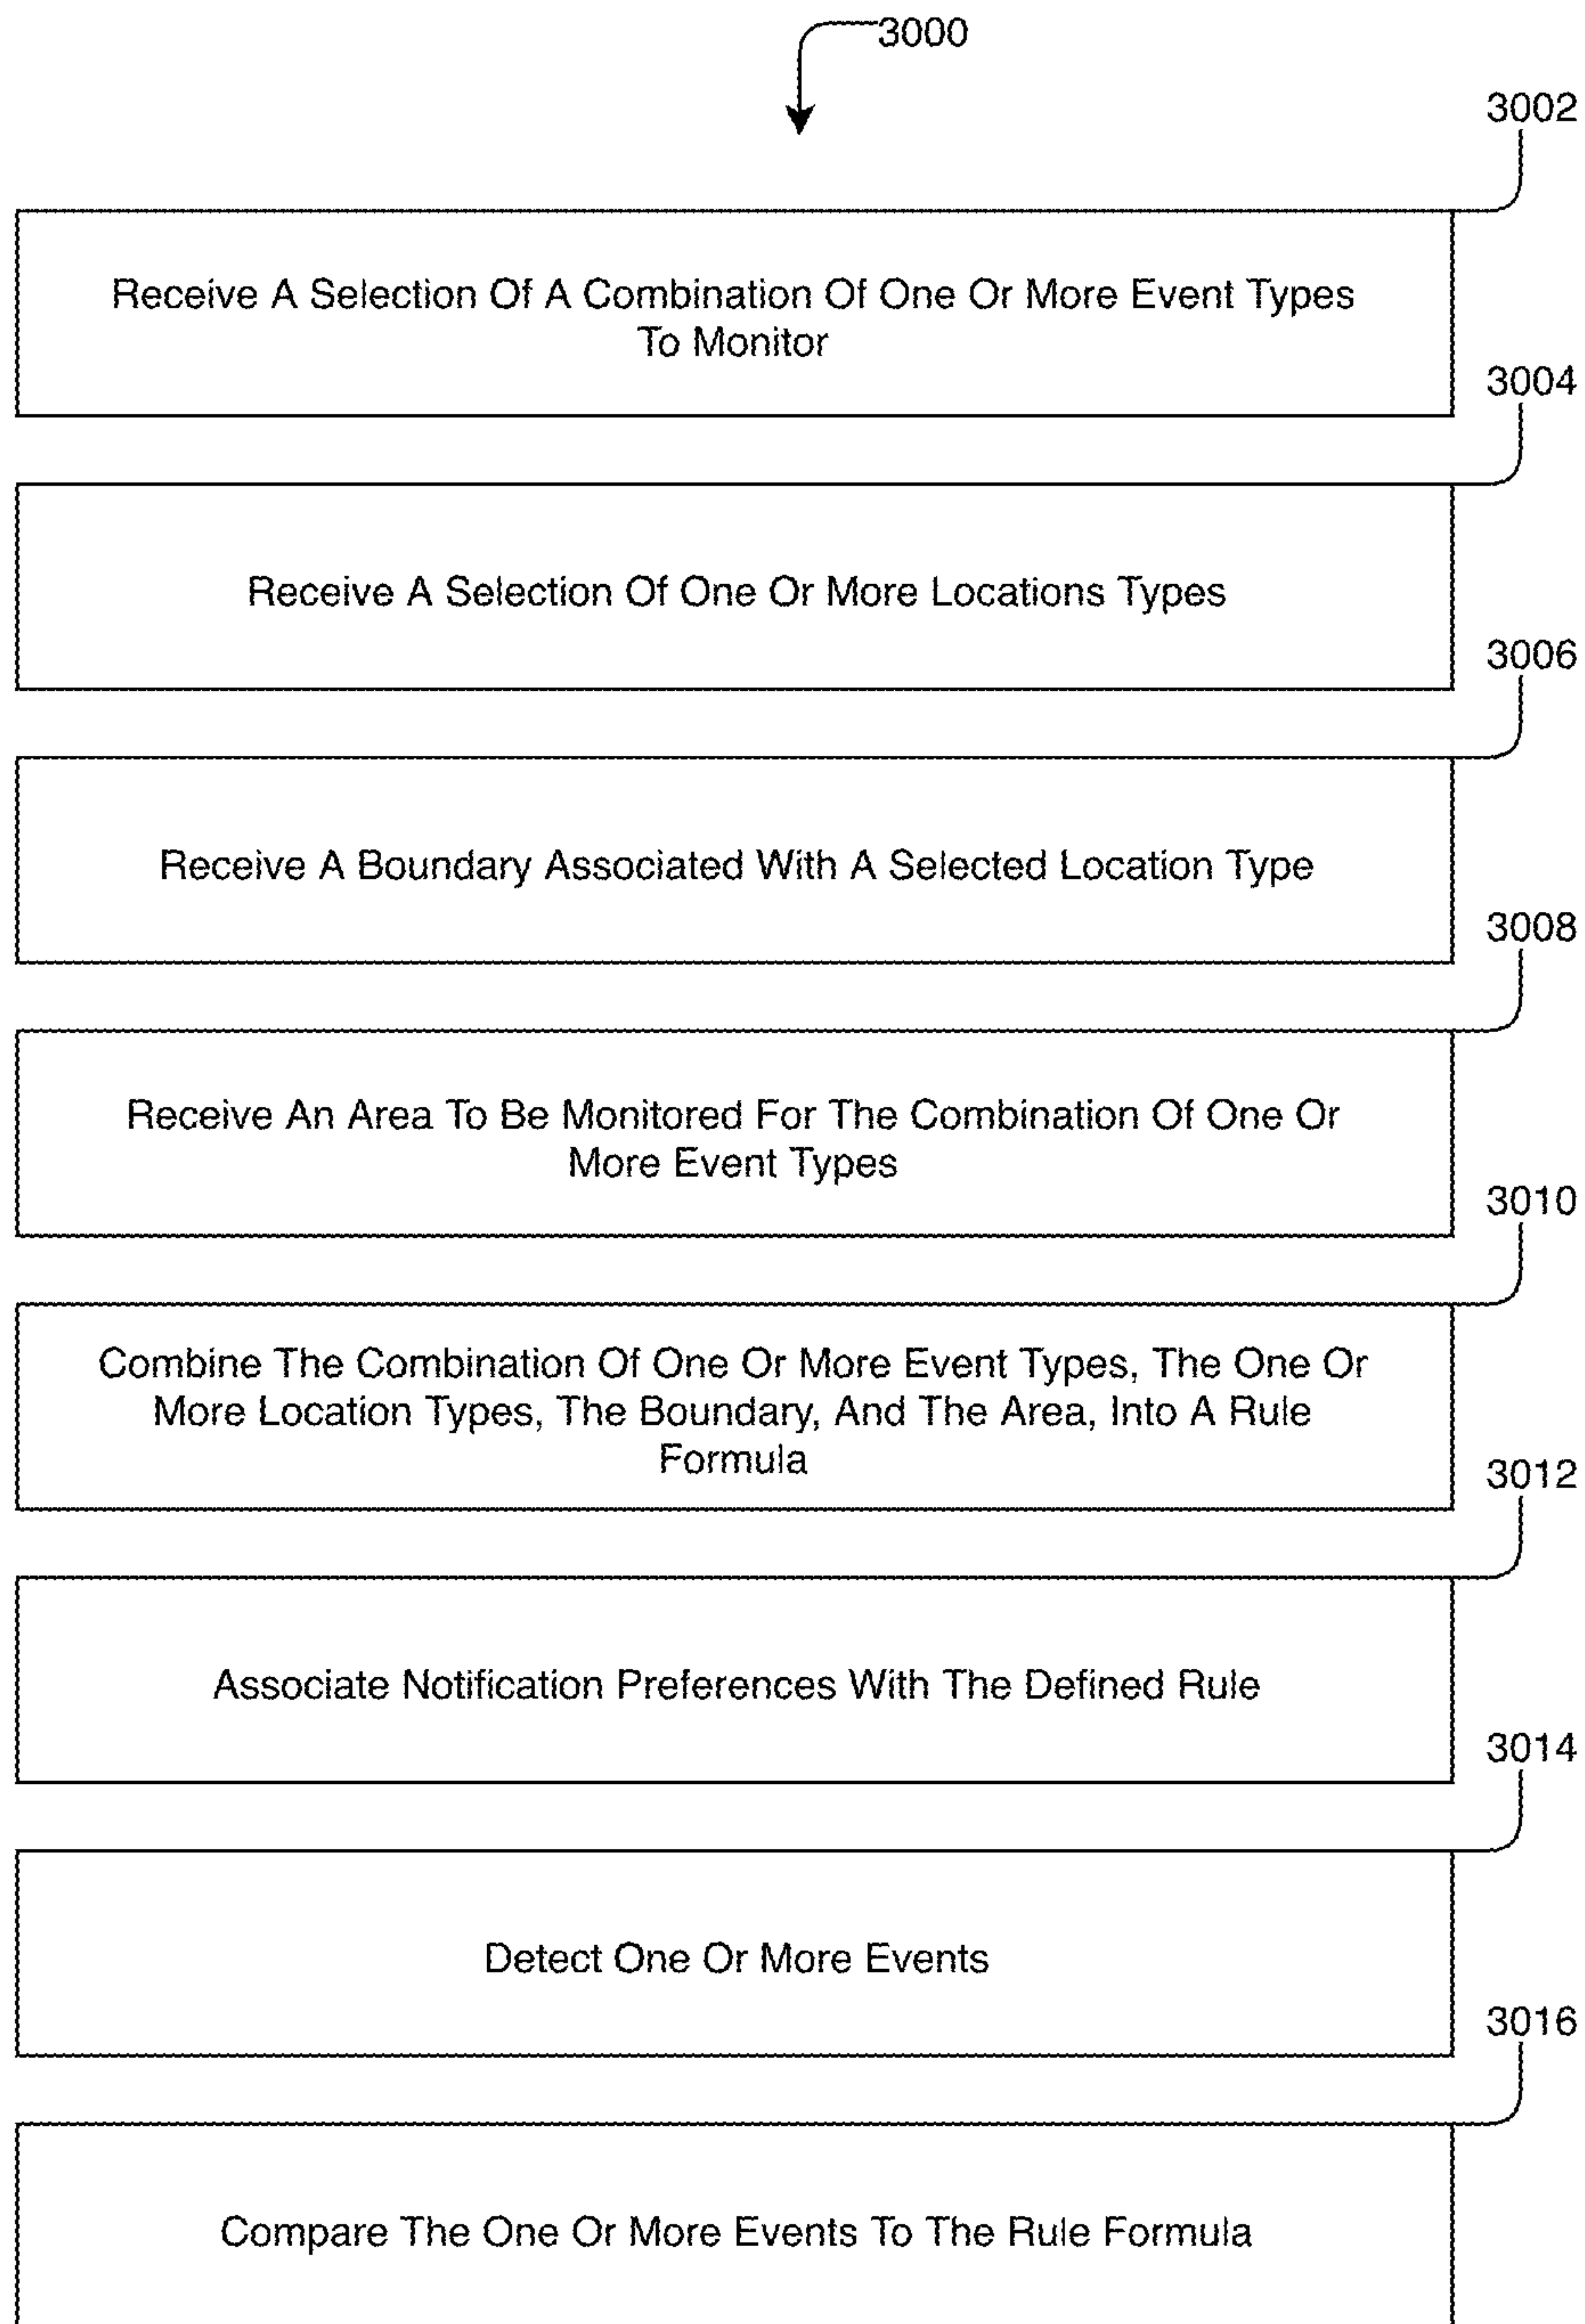 3000
3002
Receive A Selection Of A Combination Of One Or More Event Types
To Monitor
3004
Receive A Selection Of One Or More Locations Types
3006
Receive A Boundary Associated With A Selected Location Type
3008
Receive An Area To Be Monitored For The Combination Of One Or
More Event Types
3010
Combine The Combination Of One Or More Event Types, The One Or
More Location Types, The Boundary, And The Area, Into A Rule
Formula
3012
Associate Notification Preferences With The Defined Rule
3014
Detect One Or More Events
3016
Compare The One Or More Events To The Rule Formula